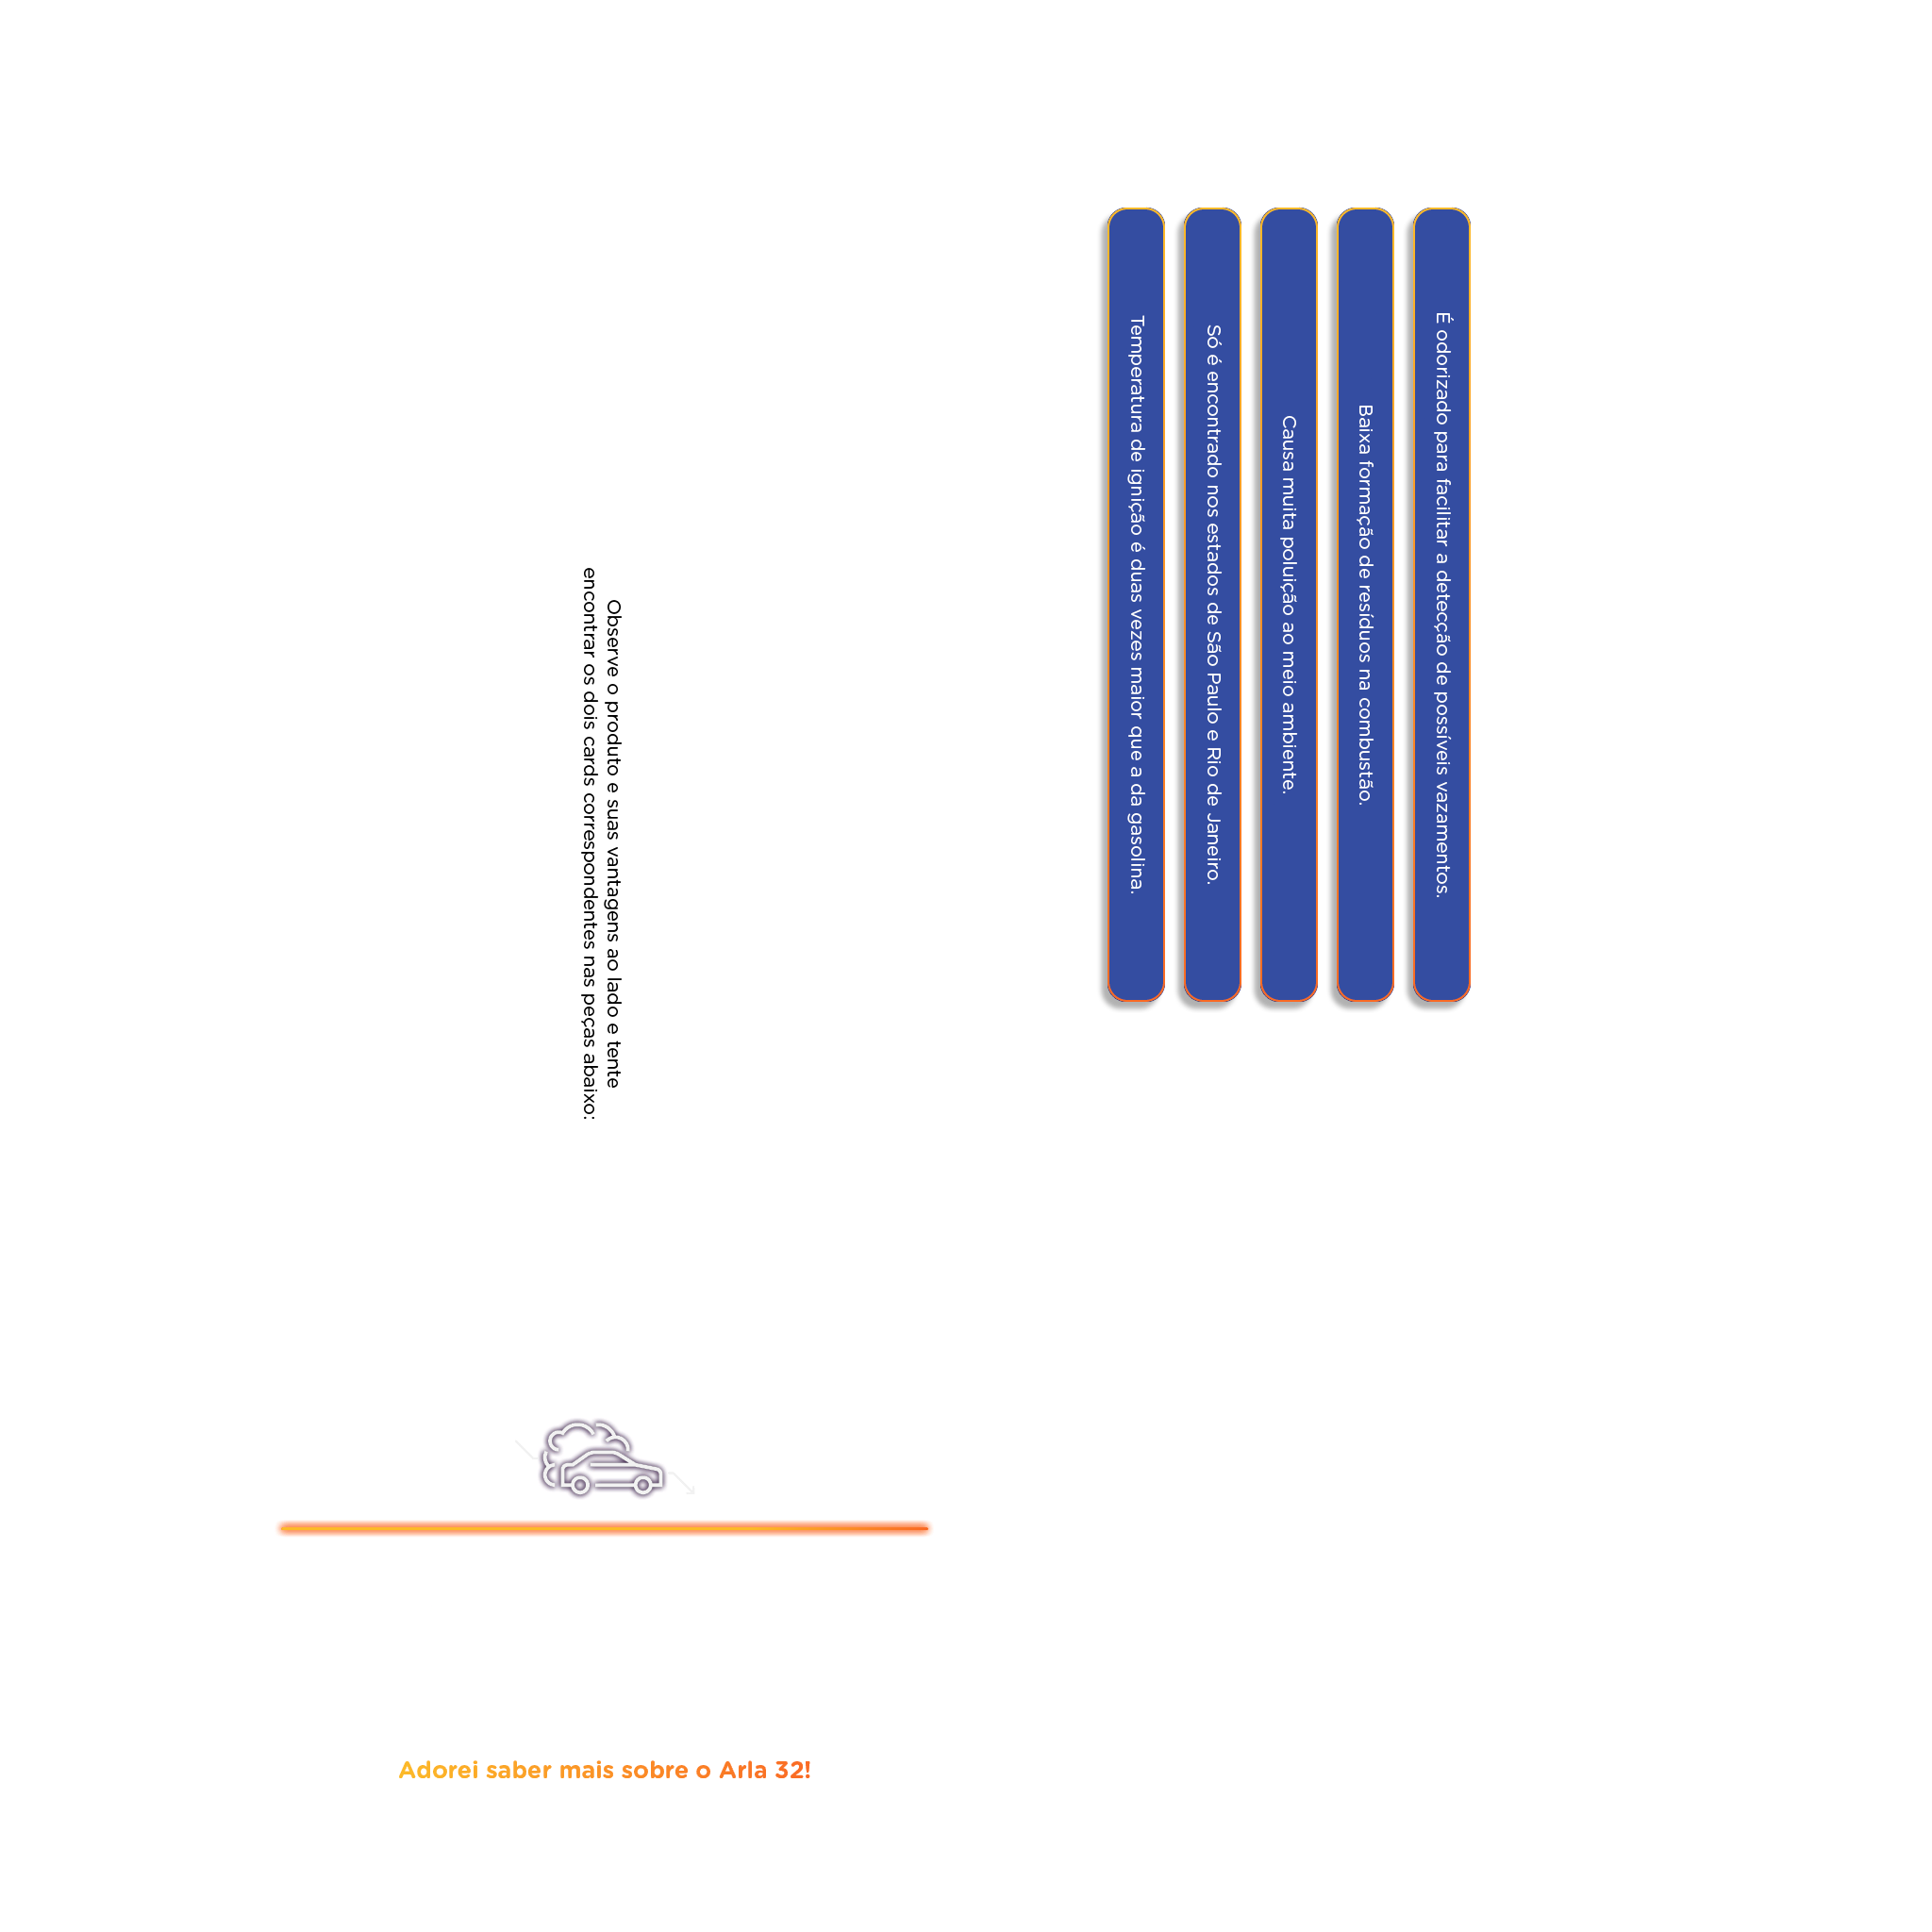 É odorizado para facilitar a detecção de possíveis vazamentos.
Baixa formação de resíduos na combustão.
Causa muita poluição ao meio ambiente.
Só é encontrado nos estados de São Paulo e Rio de Janeiro.
Temperatura de ignição é duas vezes maior que a da gasolina.
Observe o produto e suas vantagens ao lado e tente
encontrar os dois cards correspondentes nas peças abaixo:
Adorei saber mais sobre o Arla 32!